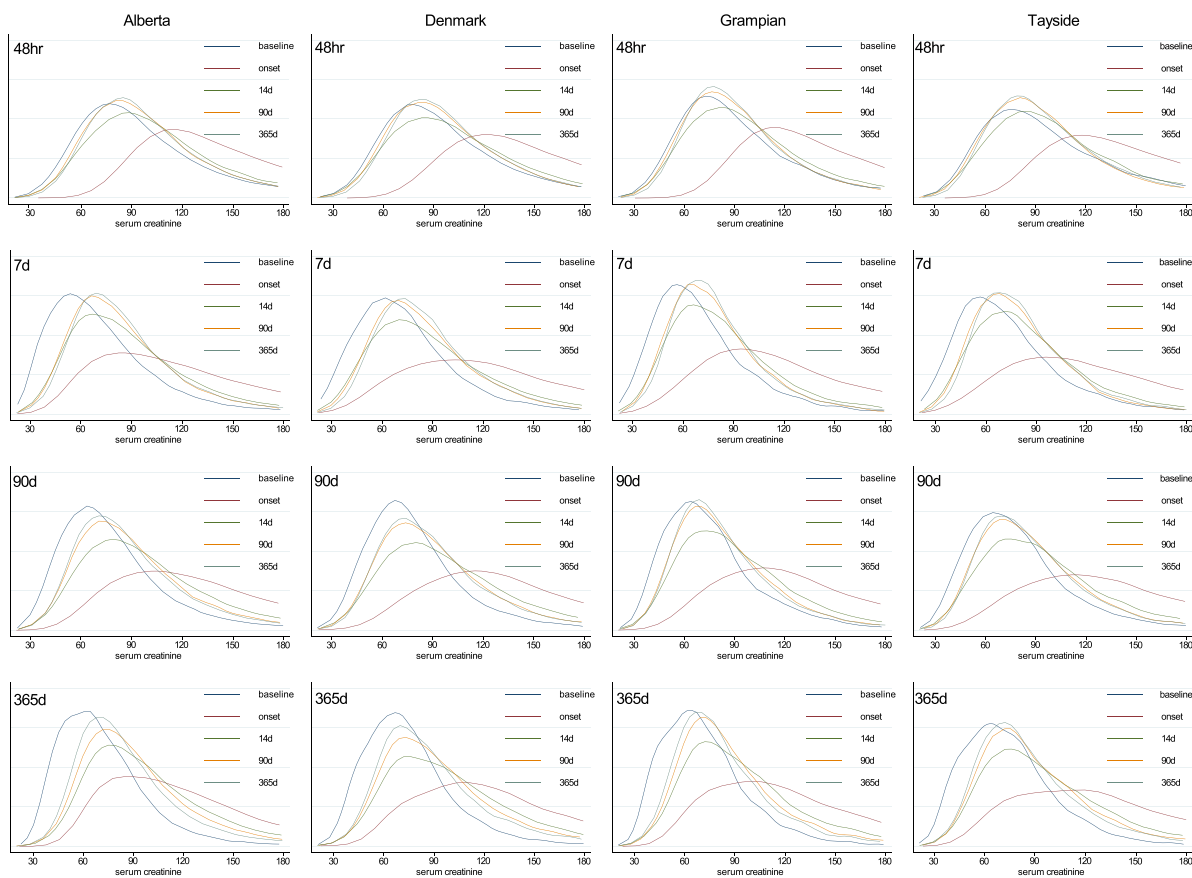 Alberta Denmark Grampian Tayside
48hr baseline 48hr baseline 48hr baseline 48hr baseline
onset onset onset onset
14d 14d 14d 14d
90d 90d 90d 90d
365d 365d 365d 365d
30 60 90 120 150 180 30 60 90 120 150 180 30 60 90 120 150 180 30 60 90 120 150 180
serum creatinine serum creatinine serum creatinine serum creatinine
7d baseline 7d baseline 7d baseline 7d baseline
onset onset onset onset
14d 14d 14d 14d
90d 90d 90d 90d
365d 365d 365d 365d
30 60 90 120 150 180 30 60 90 120 150 180 30 60 90 120 150 180 30 60 90 120 150 180
serum creatinine serum creatinine serum creatinine serum creatinine
90d baseline 90d baseline 90d baseline 90d baseline
onset onset onset onset
14d 14d 14d 14d
90d 90d 90d 90d
365d 365d 365d 365d
30 60 90 120 150 180 30 60 90 120 150 180 30 60 90 120 150 180 30 60 90 120 150 180
serum creatinine serum creatinine serum creatinine serum creatinine
365d baseline 365d baseline 365d baseline 365d baseline
onset onset onset onset
14d 14d 14d 14d
90d 90d 90d 90d
365d 365d 365d 365d
30 60 90 120 150 180 30 60 90 120 150 180 30 60 90 120 150 180 30 60 90 120 150 180
serum creatinine serum creatinine serum creatinine serum creatinine